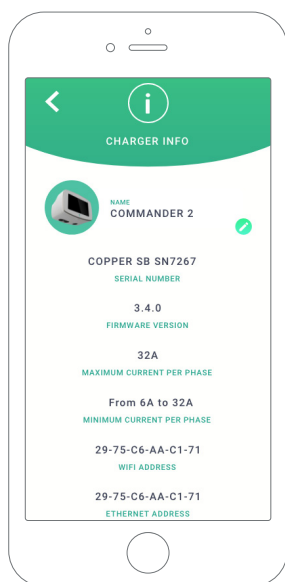 CHARGER INFO
NAME
COMMANDER 2
COPPER SB SN7267
SERIAL NUMBER
3.4.0
FIRMWARE VERSION
32A
MAXIMUM CURRENT PER PHASE
From 6A to 32A
MINIMUM CURRENT PER PHASE
29-75-C6-AA-C1-71
WIFI ADDRESS
29-75-C6-AA-C1-71
ETHERNET ADDRESS